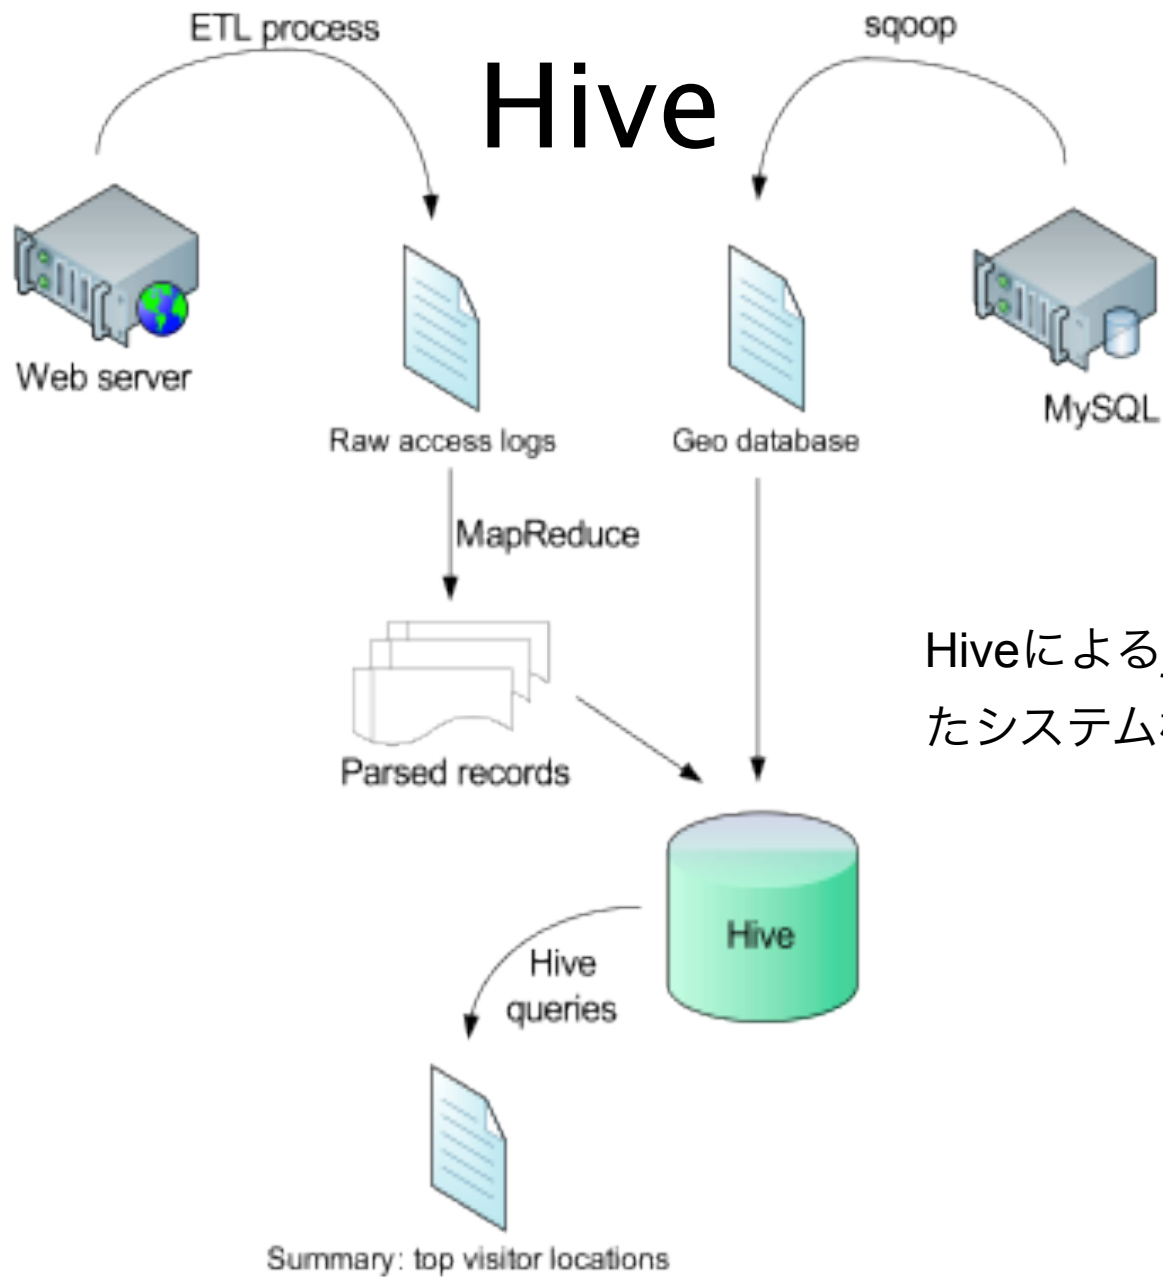 ETL process
sqoop
Hive
Web server
MySQL
Raw access logs
Geo database
MapReduce
Hiveによる
たシステム
Parsed records
Hive
Hive
queries
Summary: top visitor locations